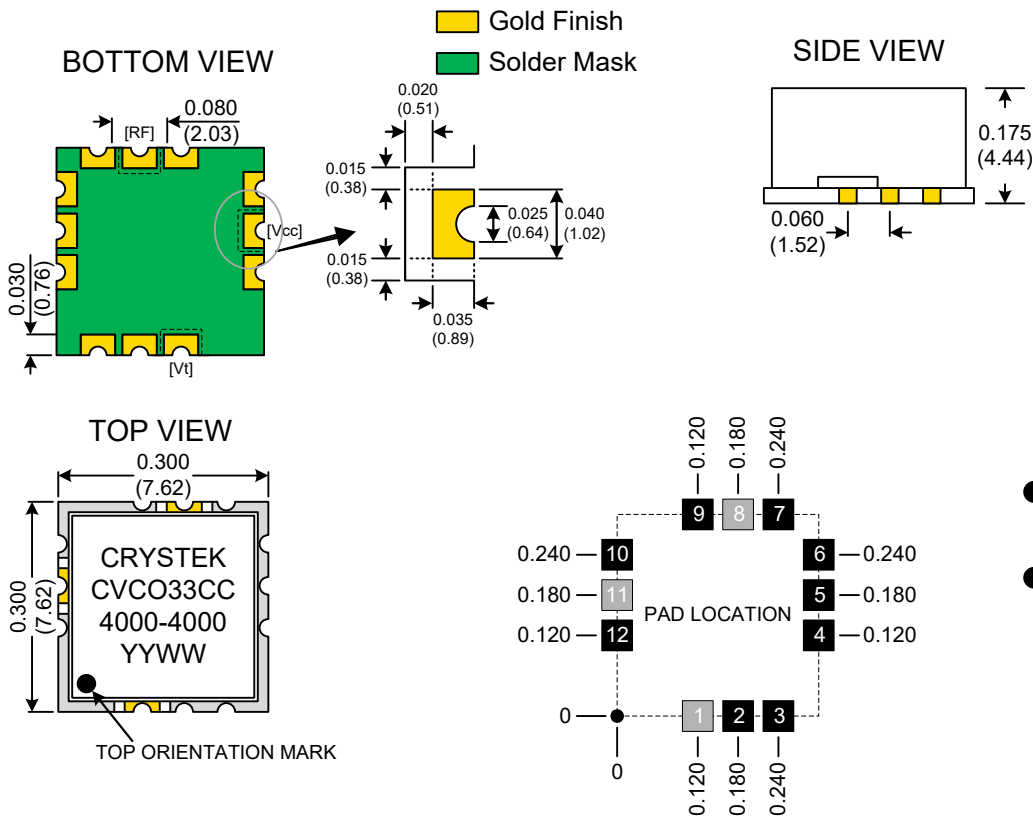 Gold Finish
Solder Mask
BOTTOM VIEW
SIDE VIEW
0.080
(2.03)
[RF]
[Vcc]
[Vt]
0.030
(0.76)
0.020
(0.51)
0.015
(0.38)
0.025
(0.64)
0.040
(1.02)
0.015
(0.38)
0.035
(0.89)
0.175
(4.44)
0.060
(1.52)
TOP VIEW
0.300
(7.62)
0.300
(7.62)
CRYSTEK
CVCO33CC
4000-4000
YYWW
TOP ORIENTATION MARK
0.120
0.180
0.240
9 8 7
0.240 10 6 0.240
0.180 11 PAD LOCATION 5 0.180
0.120 12 4 0.120
0 1 2 3
0
0.120
0.180
0.240